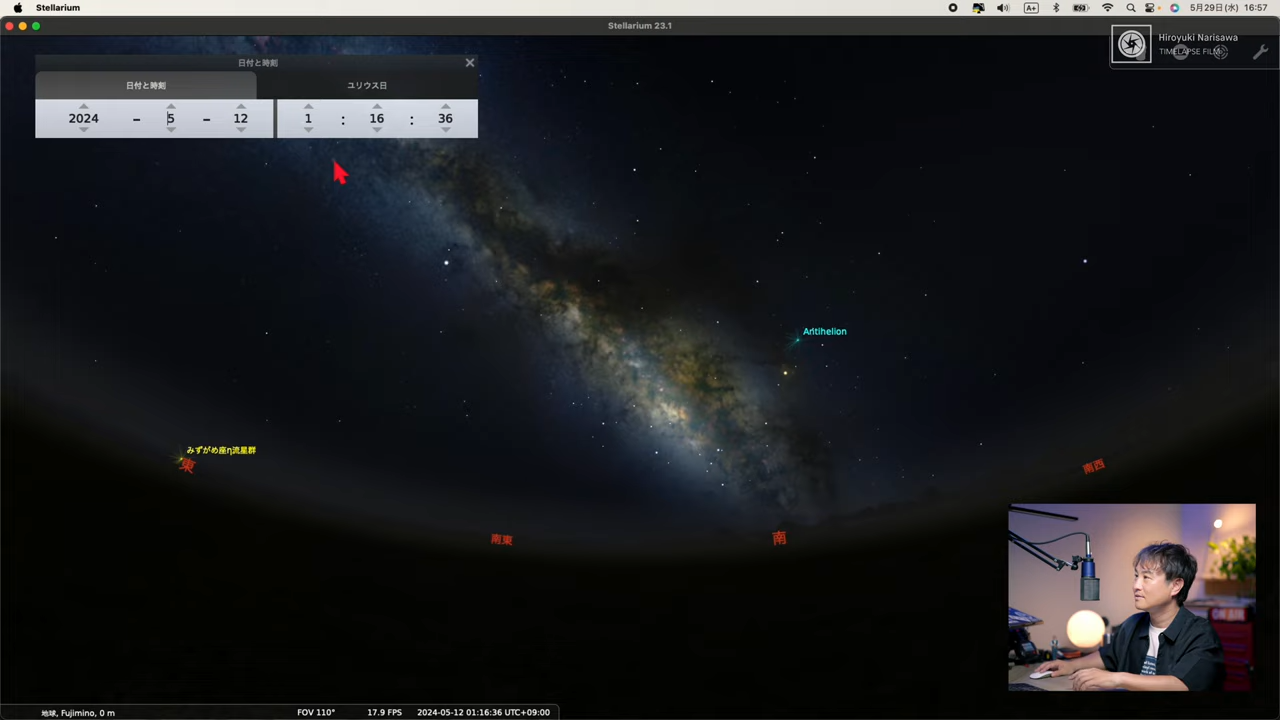 Stellarium
5月29日(水) 16:57
Stellarium 23.1
Hiroyuki Narisawa
TIMELAPSE FILM
日付と時刻
日付と時刻 ユリウス日
2024 - 5 - 12 1 : 16 : 36
Antihelion
みずがめ座η流星群
東
南西
南東
南
地球, Fujimino, 0 m FOV 110° 17.9 FPS 2024-05-12 01:16:36 UTC+09:00